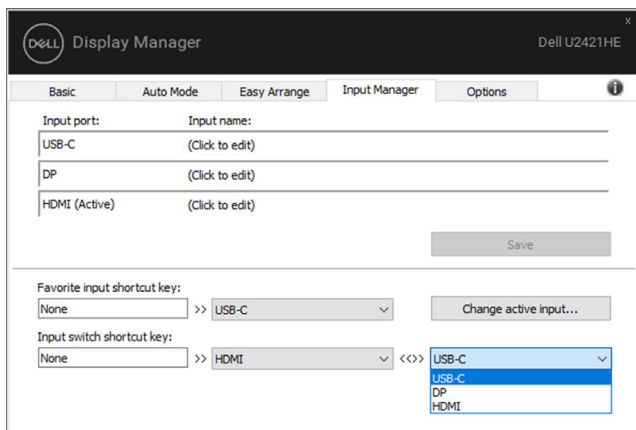 x
DELL Display Manager Dell U2421HE
Basic Auto Mode Easy Arrange Input Manager Options i
Input port: Input name:
USB-C (Click to edit)
DP (Click to edit)
HDMI (Active) (Click to edit)
Save
Favorite input shortcut key:
None >> USB-C Change active input...
Input switch shortcut key:
None >> HDMI <<>> USB-C
USB-C
DP
HDMI